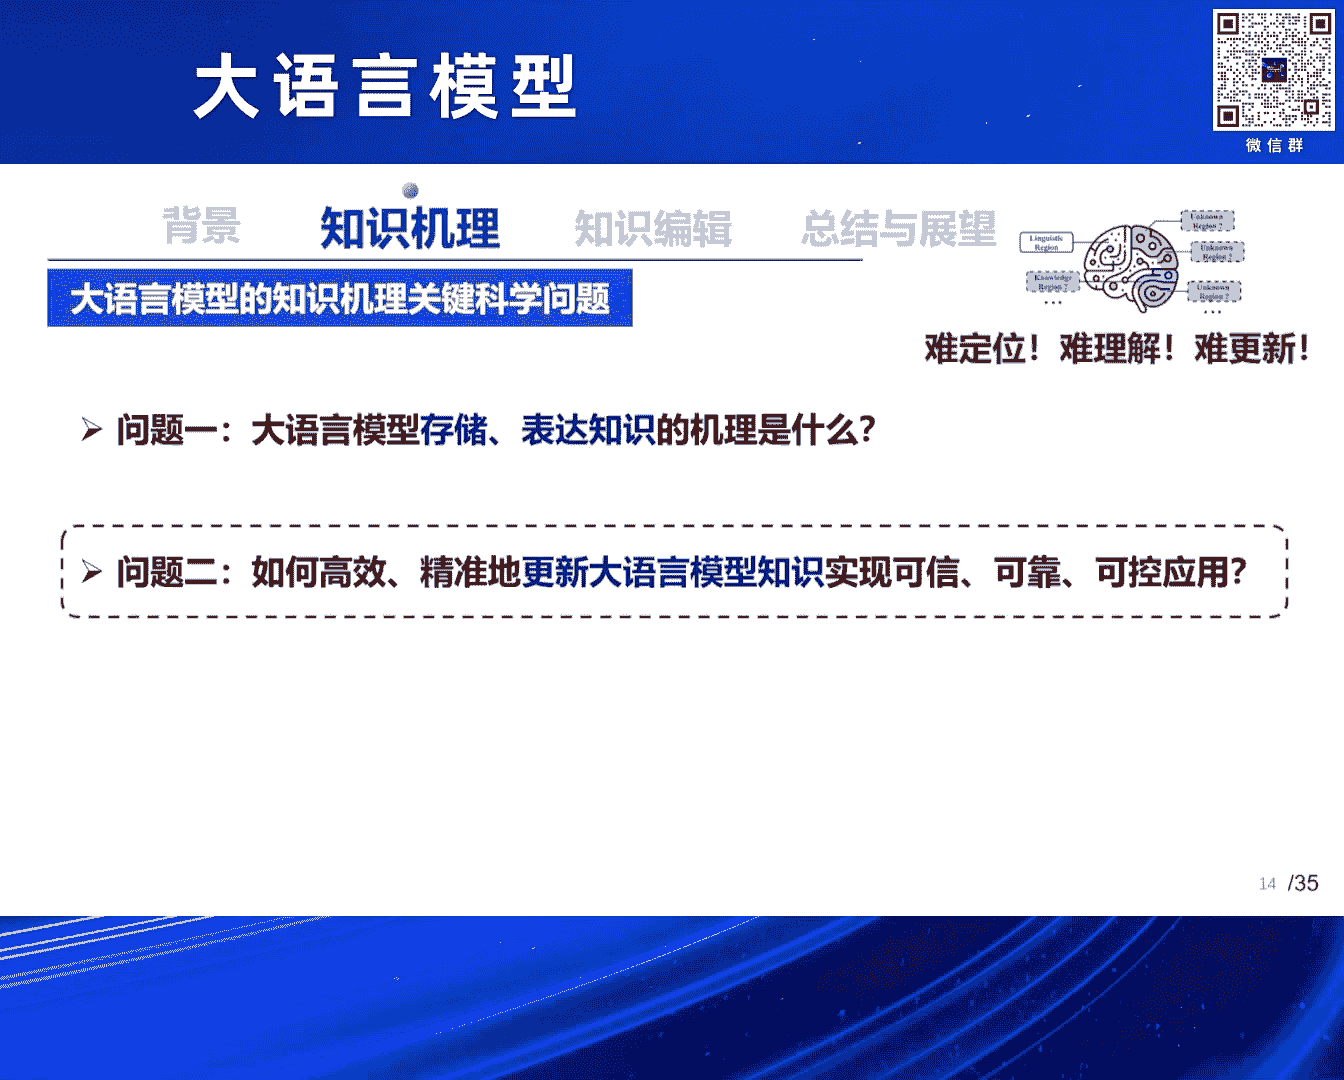 大语言模型
微信群
背景 知识机理 知识编辑 总结与展望
大语言模型的知识机理关键科学问题
Linguistic
Region
Knowledge
Region ?
Unknown
Region ?
Unknown
Region ?
Unknown
Region ?
...
...
难定位！难理解！难更新！
➢ 问题一：大语言模型存储、表达知识的机理是什么？
➢ 问题二：如何高效、精准地更新大语言模型知识实现可信、可靠、可控应用？
14 /35